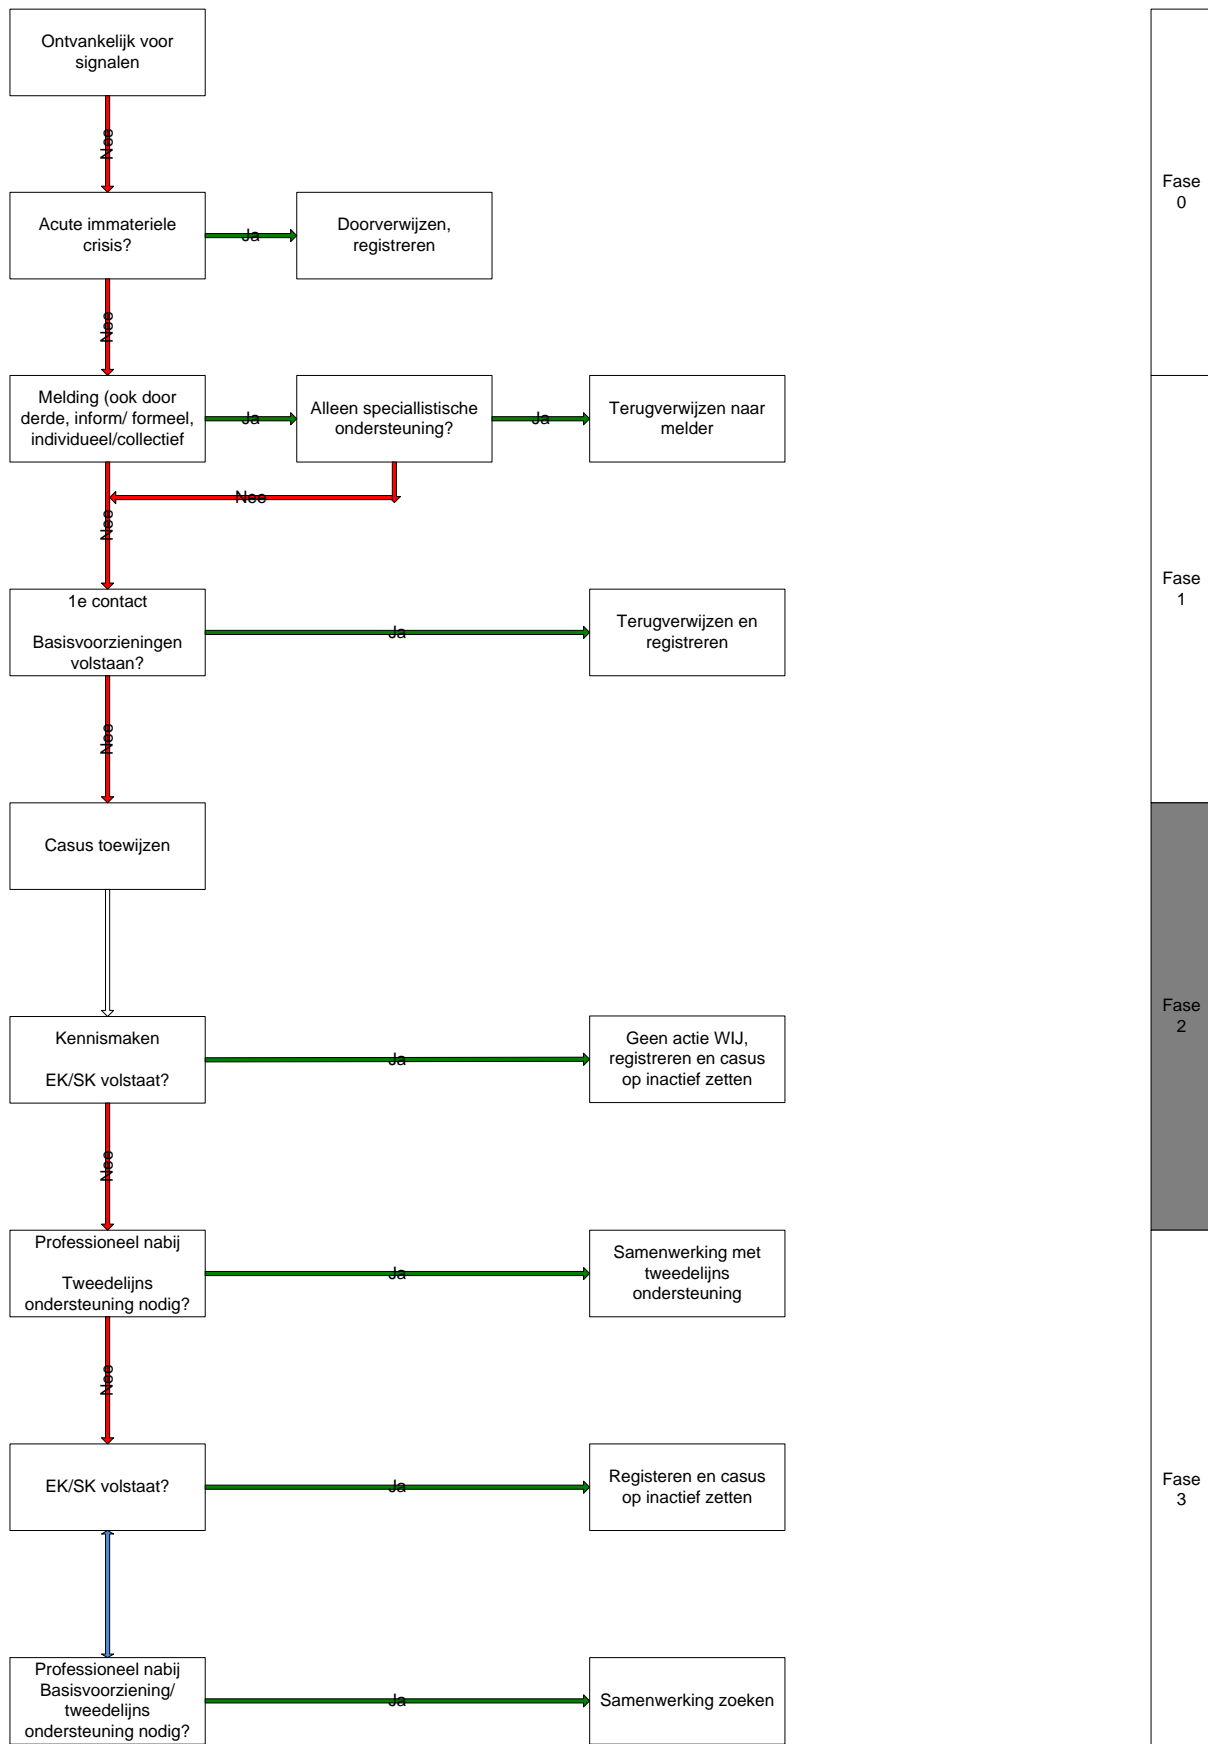 Ontvankelijk voor
signalen
Nee
Fase
0
Acute immateriele
crisis?
Ja
Doorverwijzen,
registreren
Nee
Melding (ook door
derde, inform/ formeel,
individueel/collectief
Ja
Alleen speciallistische
ondersteuning?
Ja
Terugverwijzen naar
melder
Nee
Nee
Fase
1
1e contact
Basisvoorzieningen
volstaan?
Ja
Terugverwijzen en
registreren
Nee
Casus toewijzen
Fase
2
Kennismaken
EK/SK volstaat?
Ja
Geen actie WIJ,
registreren en casus
op inactief zetten
Nee
Professioneel nabij
Tweedelijns
ondersteuning nodig?
Ja
Samenwerking met
tweedelijns
ondersteuning
Nee
EK/SK volstaat?
Ja
Registeren en casus
op inactief zetten
Fase
3
Professioneel nabij
Basisvoorziening/
tweedelijns
ondersteuning nodig?
Ja
Samenwerking zoeken